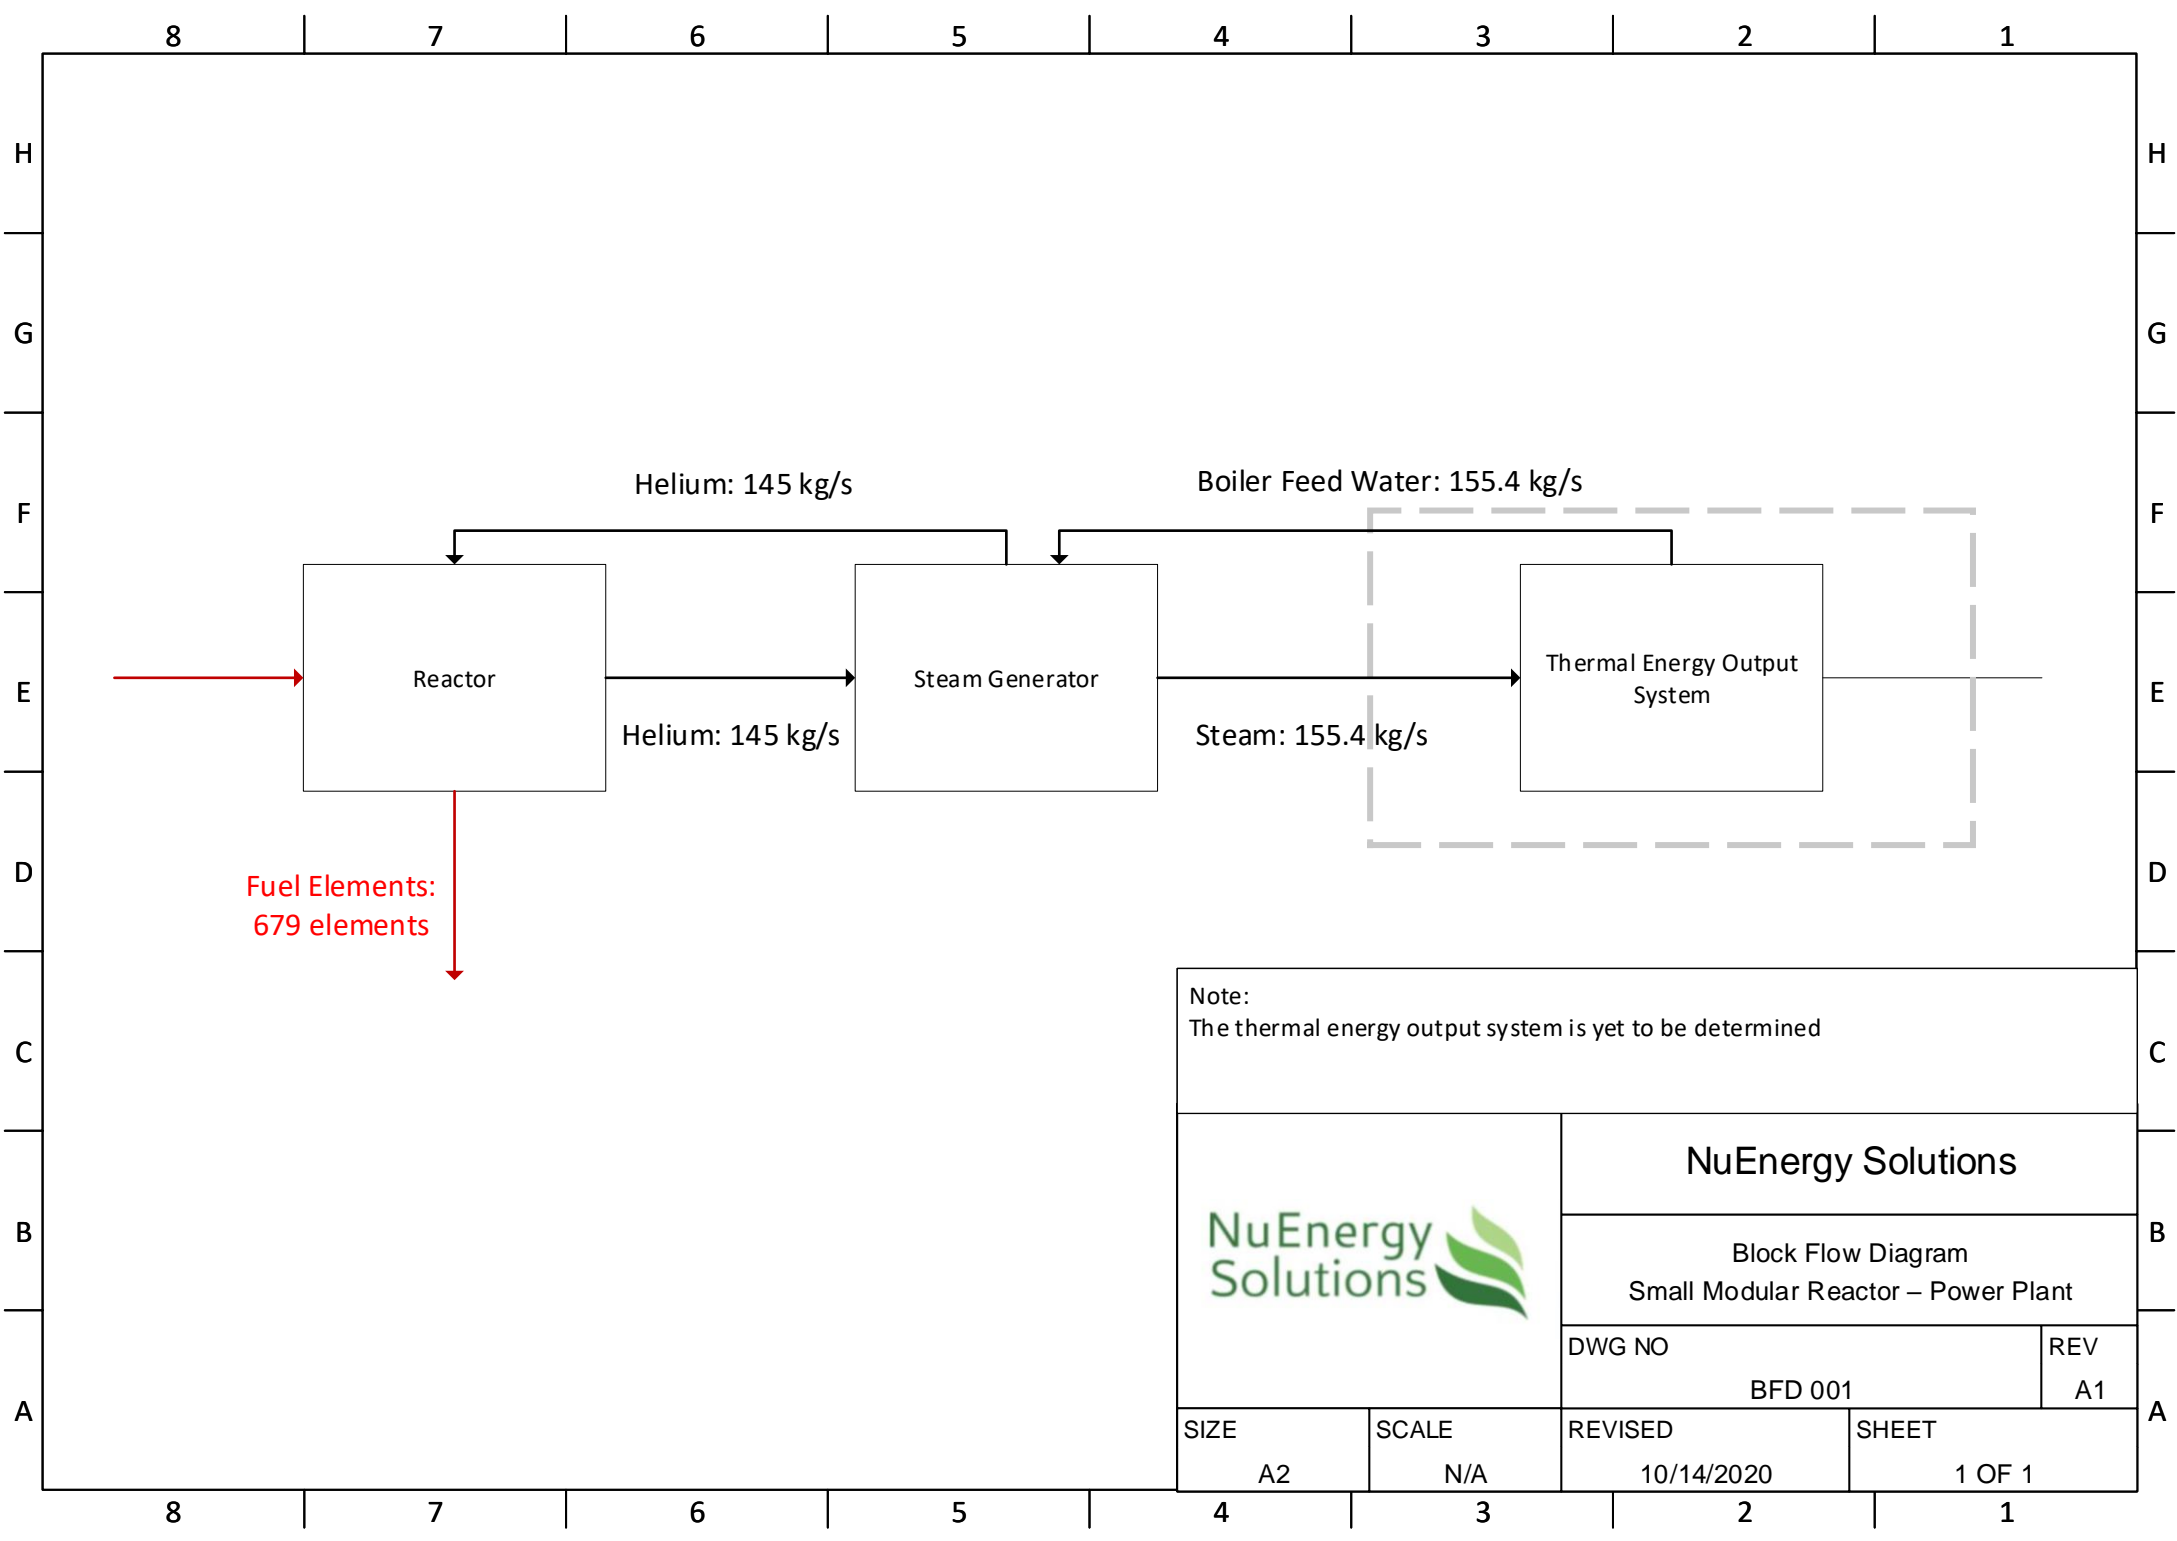 8 7 6 5 4 3 2 1
H H
G G
Helium: 145 kg/s
Boiler Feed Water: 155.4 kg/s
F F
Reactor
Steam Generator
Thermal Energy Output
System
E E
Helium: 145 kg/s
Steam: 155.4 kg/s
D D
Fuel Elements:
679 elements
Note:
The thermal energy output system is yet to be determined
C C
NuEnergy Solutions
NuEnergy
Solutions
B B
Block Flow Diagram
Small Modular Reactor – Power Plant
DWG NO
BFD 001
REV
A1
A A
SIZE
A2
SCALE
N/A
REVISED
10/14/2020
SHEET
1 OF 1
8 7 6 5 4 3 2 1